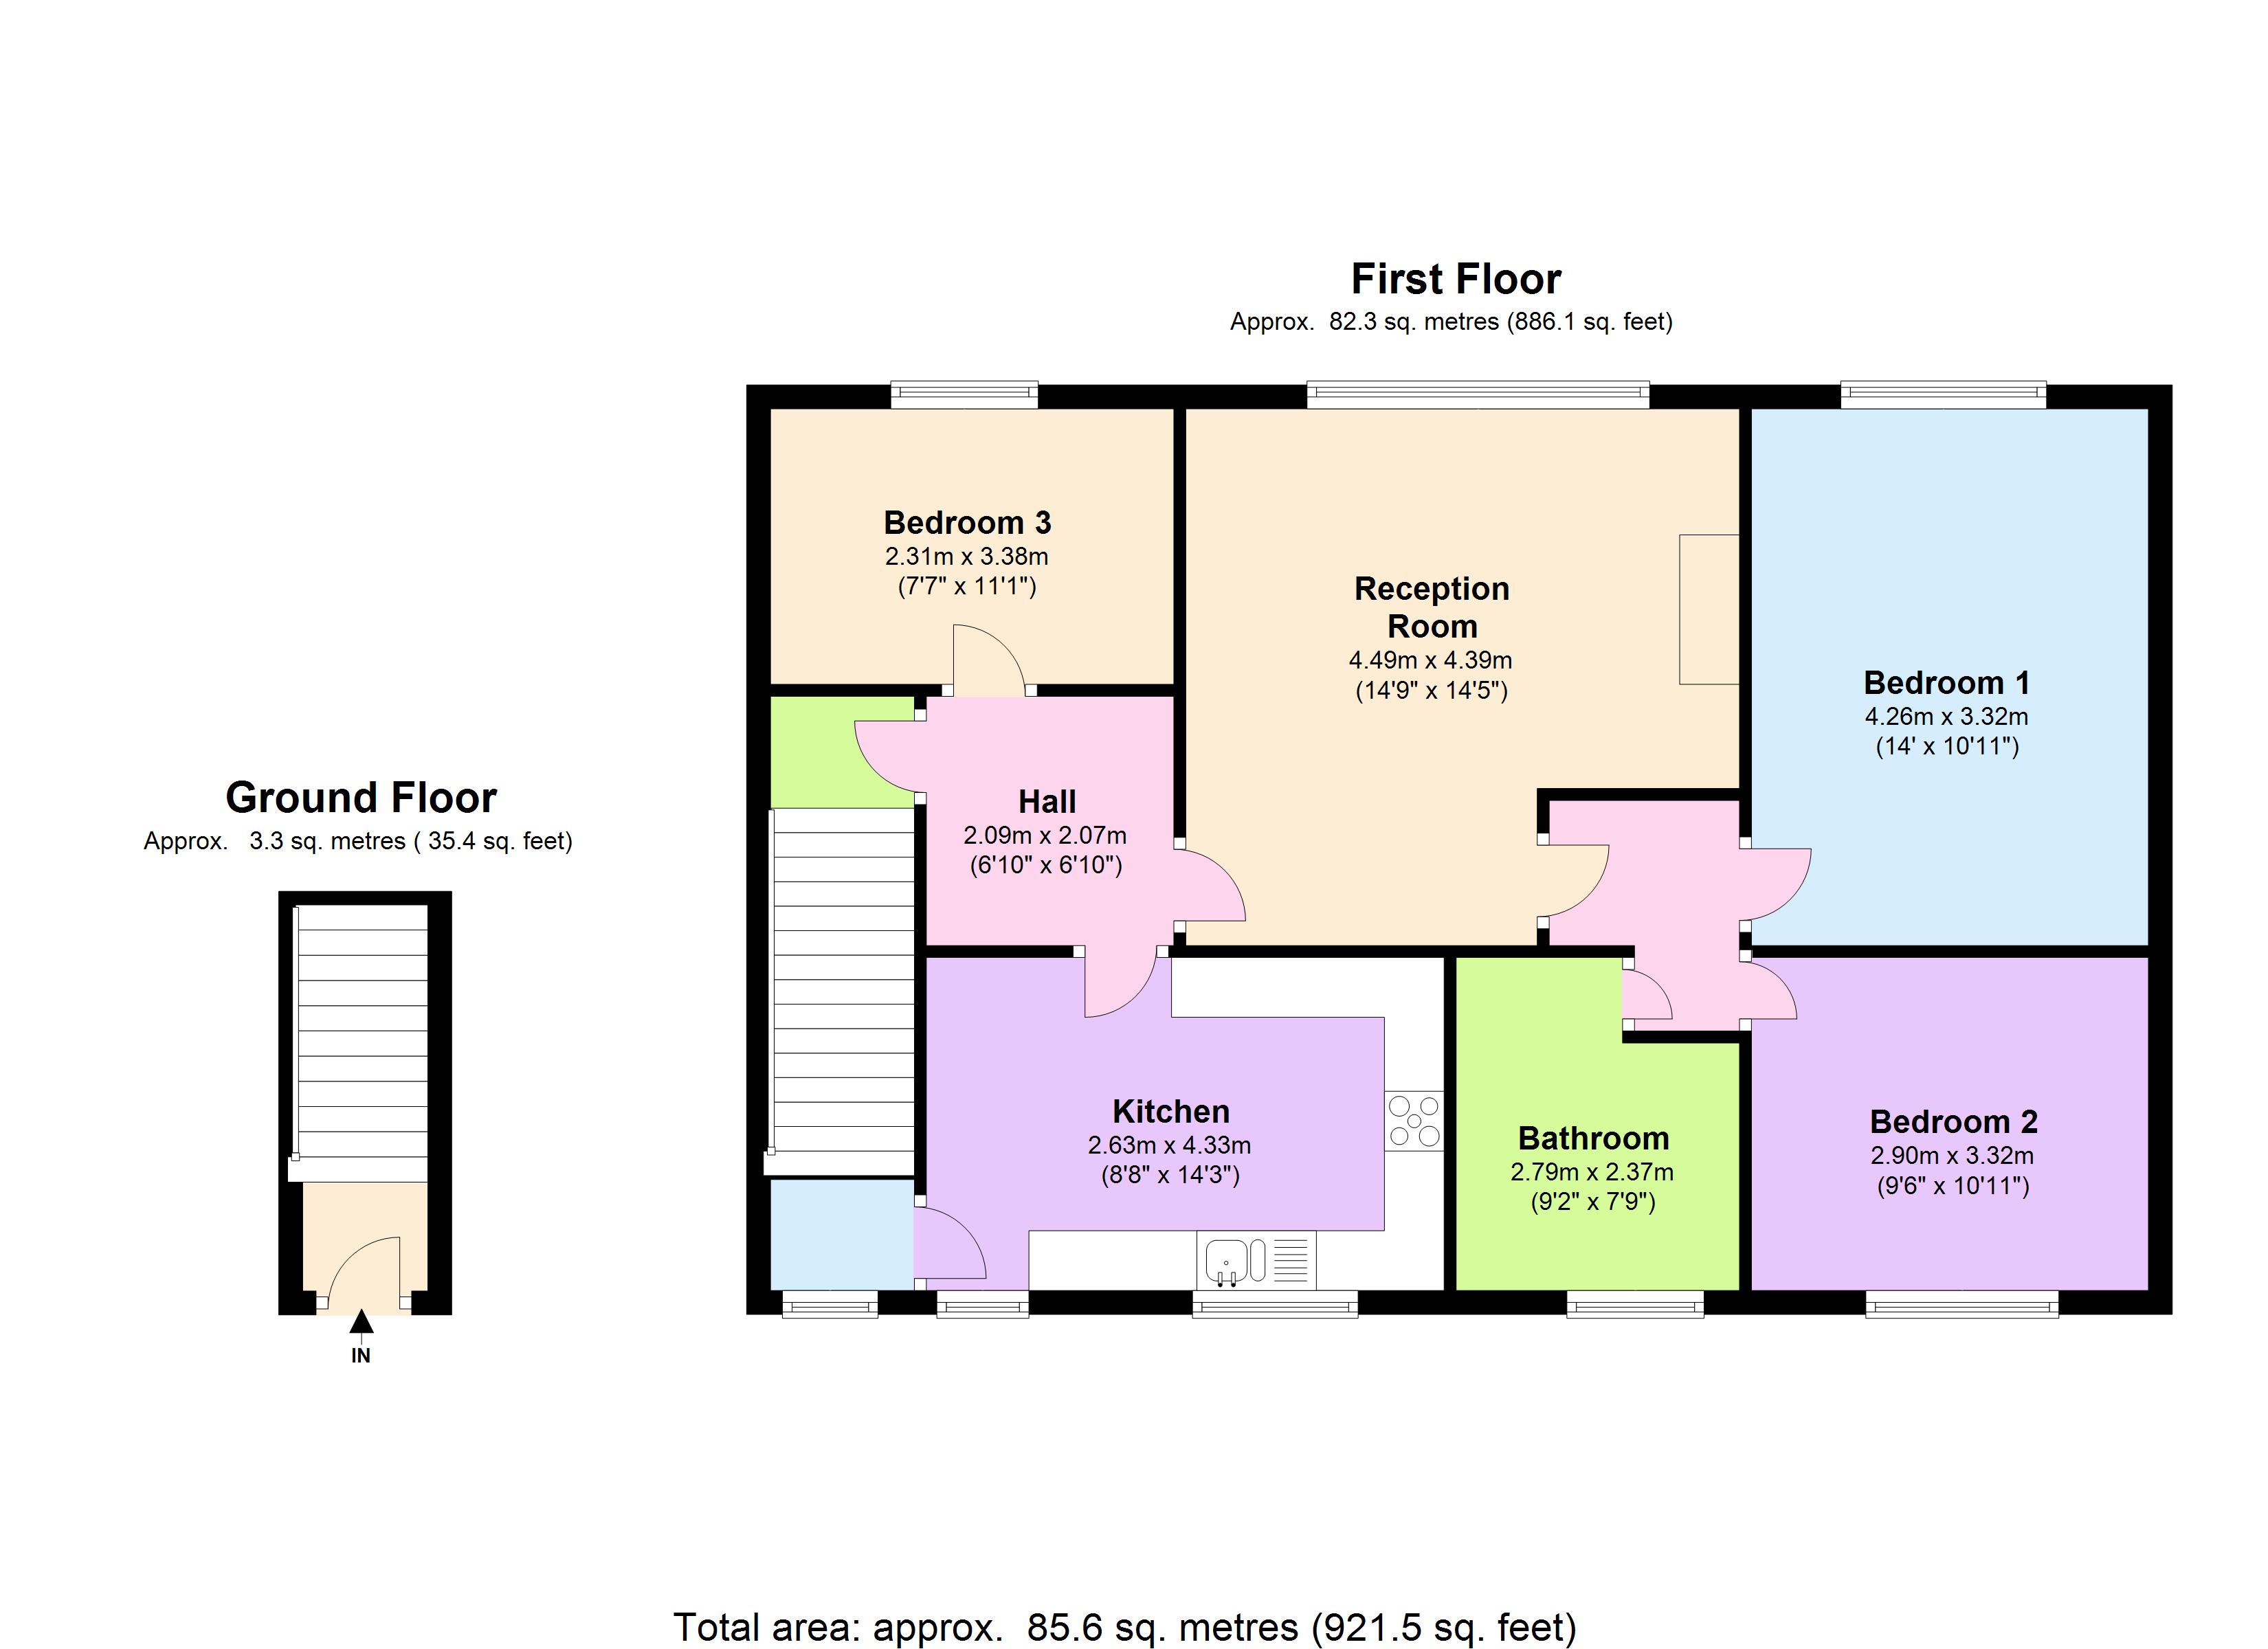 First Floor
Approx. 82.3 sq. metres (886.1 sq. feet)
Bedroom 3
2.31m x 3.38m
(7'7" x 11'1")
Reception
Room
4.49m x 4.39m
(14'9" x 14'5")
Bedroom 1
4.26m x 3.32m
(14' x 10'11")
Ground Floor
Approx. 3.3 sq. metres ( 35.4 sq. feet)
Hall
2.09m x 2.07m
(6'10" x 6'10")
Kitchen
2.63m x 4.33m
(8'8" x 14'3")
Bathroom
2.79m x 2.37m
(9'2" x 7'9")
Bedroom 2
2.90m x 3.32m
(9'6" x 10'11")
IN
Total area: approx. 85.6 sq. metres (921.5 sq. feet)